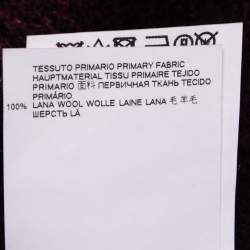 TESSUTO PRIMARIO PRIMARY FABRIC
HAUPTMATERIAL TISSU PRIMAIRE TEJIDO
PRIMARIO 面料 ПЕРВИЧНАЯ ТКАНЬ TECIDO
PRIMÁRIO
100% LANA WOOL WOLLE LAINE LANA 毛 羊毛
ШЕРСТЬ LÃ